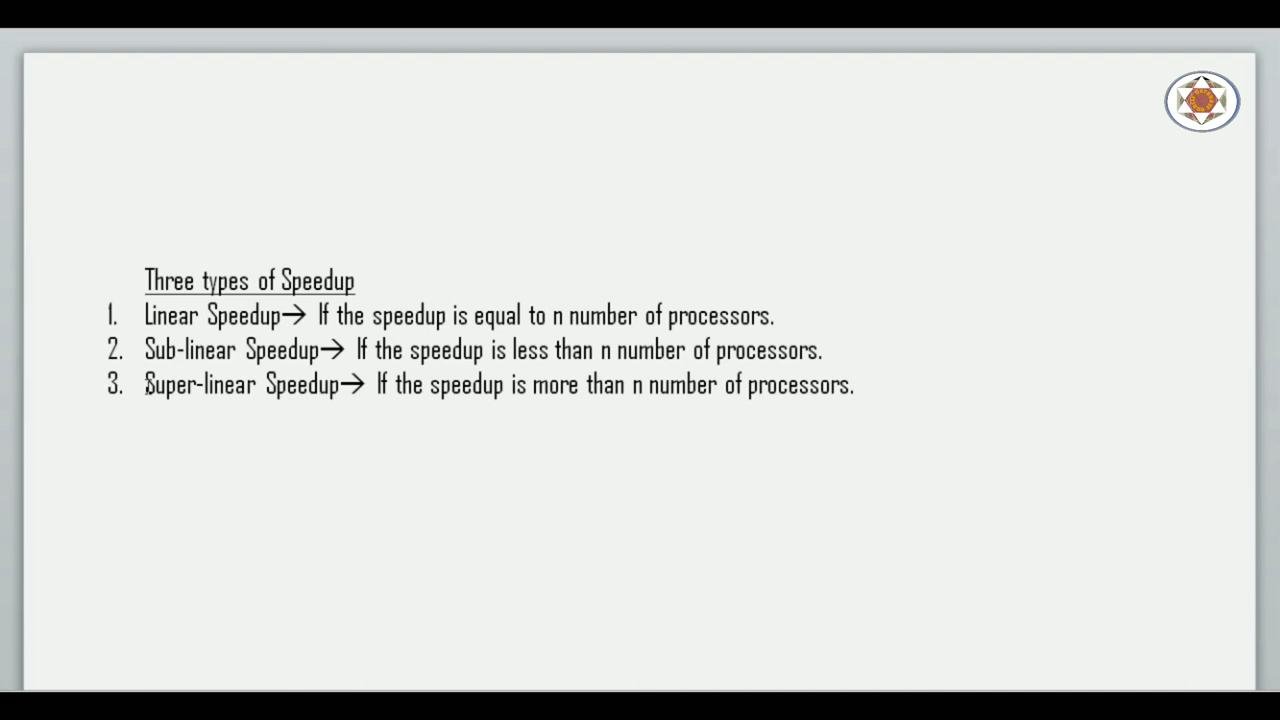 Three types of Speedup
1. Linear Speedup→ If the speedup is equal to n number of processors.
2. Sub-linear Speedup→ If the speedup is less than n number of processors.
3. Super-linear Speedup→ If the speedup is more than n number of processors.